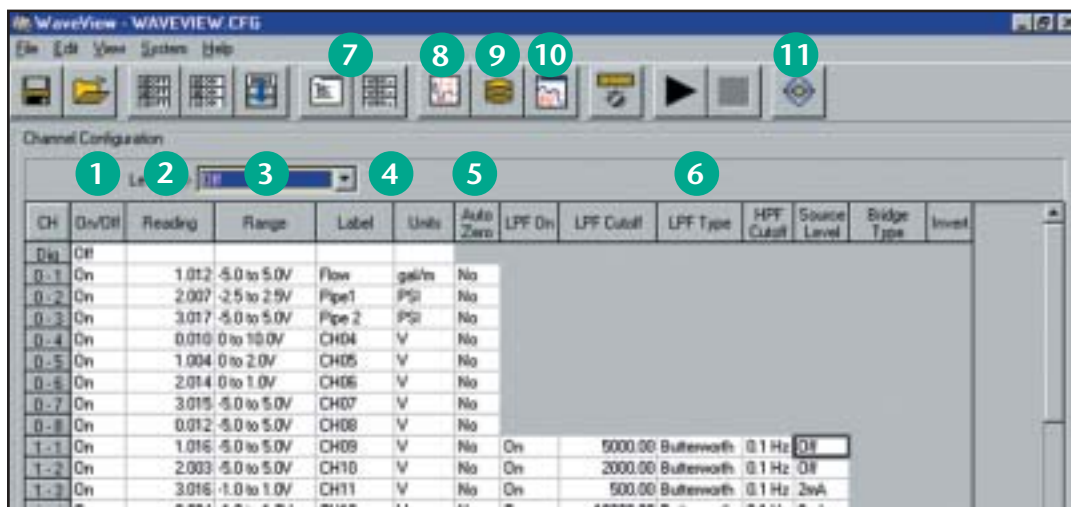 WaveView - WAVEVIEW.CFG
File Edit View System Help
7 8 9 10 11
Channel Configuration
1 2 3 4 5 6
CH On/Off Reading Range Label Units Auto Zero LPF On LPF Cutoff LPF Type HPF Cutoff Source Level Bridge Type Invert
Dig Off
0 - 1 On 1.012 -5.0 to 5.0V Flow gal/m No
0 - 2 On 2.007 -2.5 to 2.5V Pipe1 PSI No
0 - 3 On 3.017 -5.0 to 5.0V Pipe 2 PSI No
0 - 4 On 0.010 0 to 10.0V CH04 V No
0 - 5 On 1.004 0 to 2.0V CH05 V No
0 - 6 On 2.014 0 to 1.0V CH06 V No
0 - 7 On 3.015 -5.0 to 5.0V CH07 V No
0 - 8 On 0.012 -5.0 to 5.0V CH08 V No
1 - 1 On 1.016 -5.0 to 5.0V CH09 V No On 5000.00 Butterworth 0.1 Hz Off
1 - 2 On 2.003 -5.0 to 5.0V CH10 V No On 2000.00 Butterworth 0.1 Hz Off
1 - 3 On 3.016 -1.0 to 1.0V CH11 V No On 500.00 Butterworth 0.1 Hz 2mA